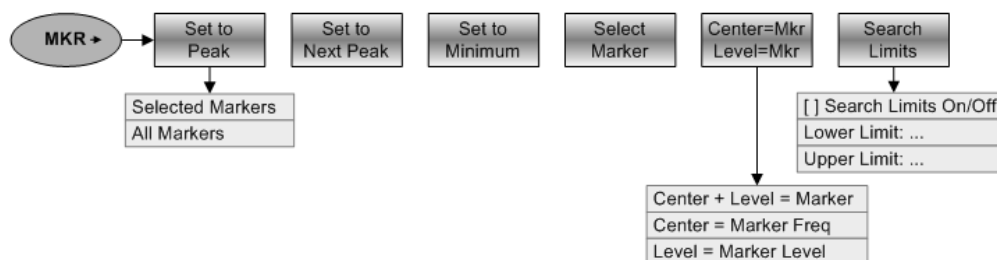 MKR →
Set to
Peak
Set to
Next Peak
Set to
Minimum
Select
Marker
Center=Mkr
Level=Mkr
Search
Limits
Selected Markers
All Markers
[ ] Search Limits On/Off
Lower Limit: ...
Upper Limit: ...
Center + Level = Marker
Center = Marker Freq
Level = Marker Level